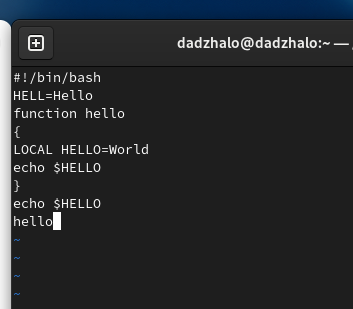 dadzhalo@dadzhalo:~ —
#!/bin/bash
HELL=Hello
function hello
{
LOCAL HELLO=World
echo $HELLO
}
echo $HELLO
hello
~
~
~
~